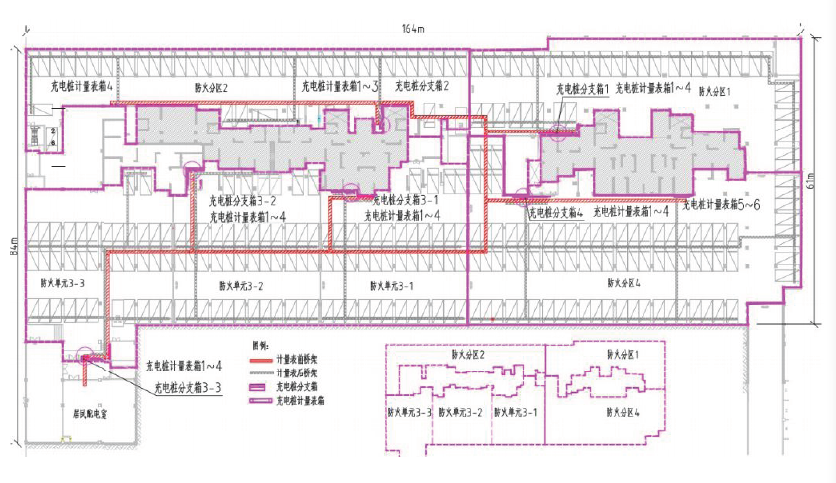 164m
充电桩计量表箱4
防火分区2
充电桩计量表箱1~3
充电桩分支箱2
充电桩分支箱1
充电桩计量表箱1~4
防火分区1
充电桩分支箱3-2
充电桩计量表箱1~4
充电桩分支箱3-1
充电桩计量表箱1~4
充电桩分支箱4
充电桩计量表箱1~4
充电桩计量表箱5~6
61m
84m
防火单元3-3
防火单元3-2
防火单元3-1
防火分区4
充电桩计量表箱1~4
充电桩分支箱3-3
居民配电室
图例:
计量表前桥架
计量表后桥架
充电桩分支箱
充电桩计量表箱
防火分区2
防火分区1
防火单元3-3
防火单元3-2
防火单元3-1
防火分区4